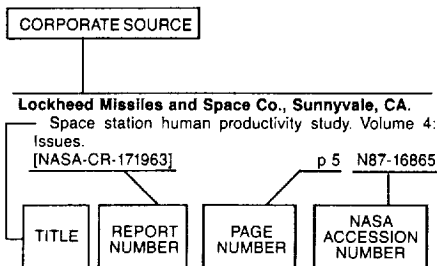 CORPORATE SOURCE
Lockheed Missiles and Space Co., Sunnyvale, CA.
Space station human productivity study. Volume 4:
Issues.
[NASA-CR-171963] p 5 N87-16865
TITLE
REPORT
NUMBER
PAGE
NUMBER
NASA
ACCESSION
NUMBER